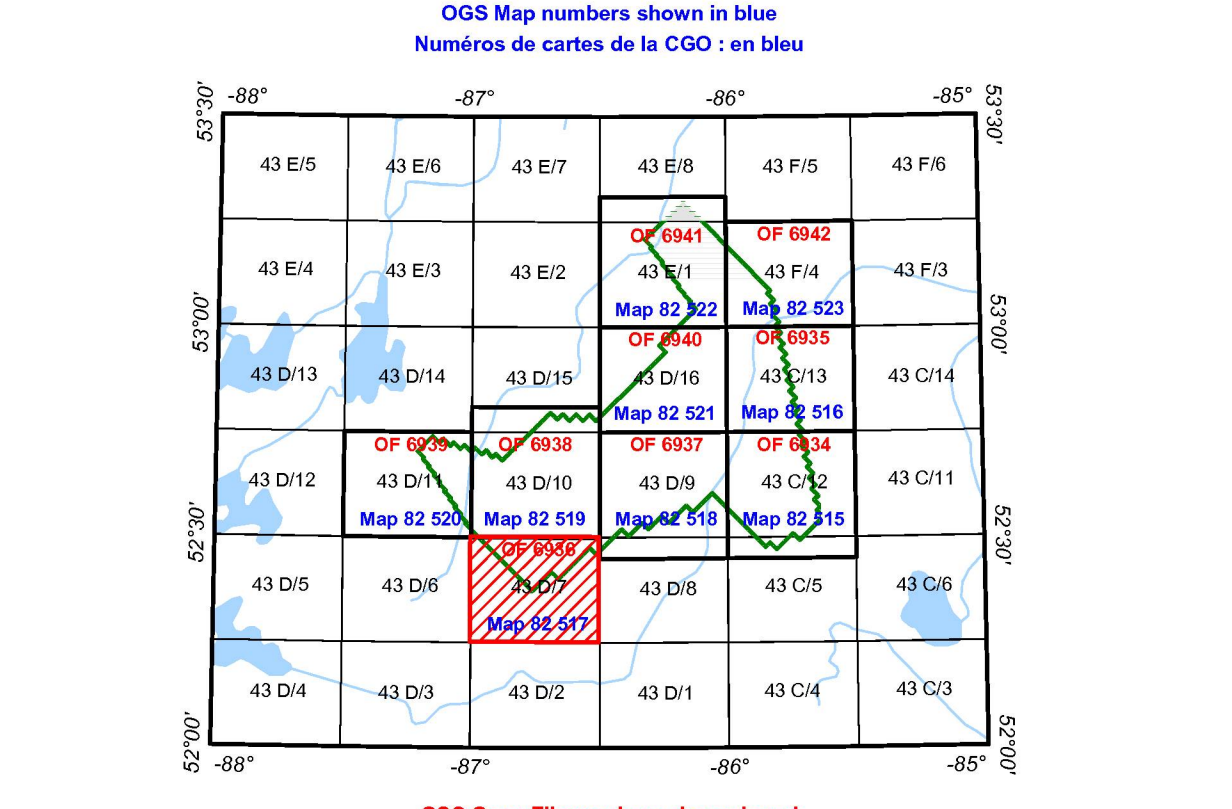 OGS Map numbers shown in blue
Numéros de cartes de la CGO : en bleu
-88° -87° -86° -85°
53°30' 53°30'
43 E/5 43 E/6 43 E/7 43 E/8 43 F/5 43 F/6
OF 6941 OF 6942
43 E/4 43 E/3 43 E/2 43 E/1 43 F/4 43 F/3
Map 82 522 Map 82 523
53°00' 53°00'
OF 6940 OF 6935
43 D/13 43 D/14 43 D/15 43 D/16 43 C/13 43 C/14
Map 82 521 Map 82 516
OF 6939 OF 6938 OF 6937 OF 6934
43 D/12 43 D/11 43 D/10 43 D/9 43 C/12 43 C/11
Map 82 520 Map 82 519 Map 82 518 Map 82 515
52°30' 52°30'
OF 6936
43 D/5 43 D/6 43 D/7 43 D/8 43 C/5 43 C/6
Map 82 517
43 D/4 43 D/3 43 D/2 43 D/1 43 C/4 43 C/3
52°00' 52°00'
-88° -87° -86° -85°